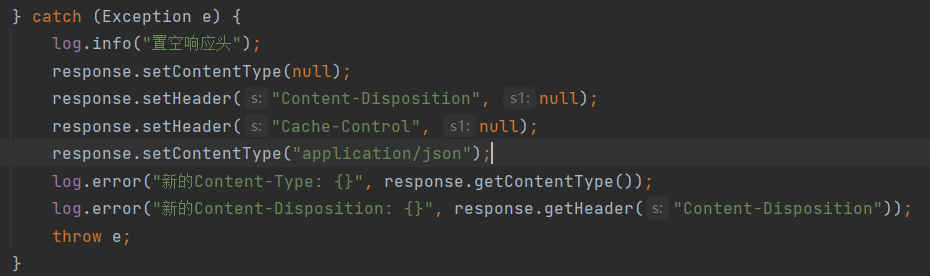 } catch (Exception e) {
log.info("置空响应头");
response.setContentType(null);
response.setHeader( s: "Content-Disposition", s1: null);
response.setHeader( s: "Cache-Control", s1: null);
response.setContentType("application/json");
log.error("新的Content-Type: {}", response.getContentType());
log.error("新的Content-Disposition: {}", response.getHeader( s: "Content-Disposition"));
throw e;
}